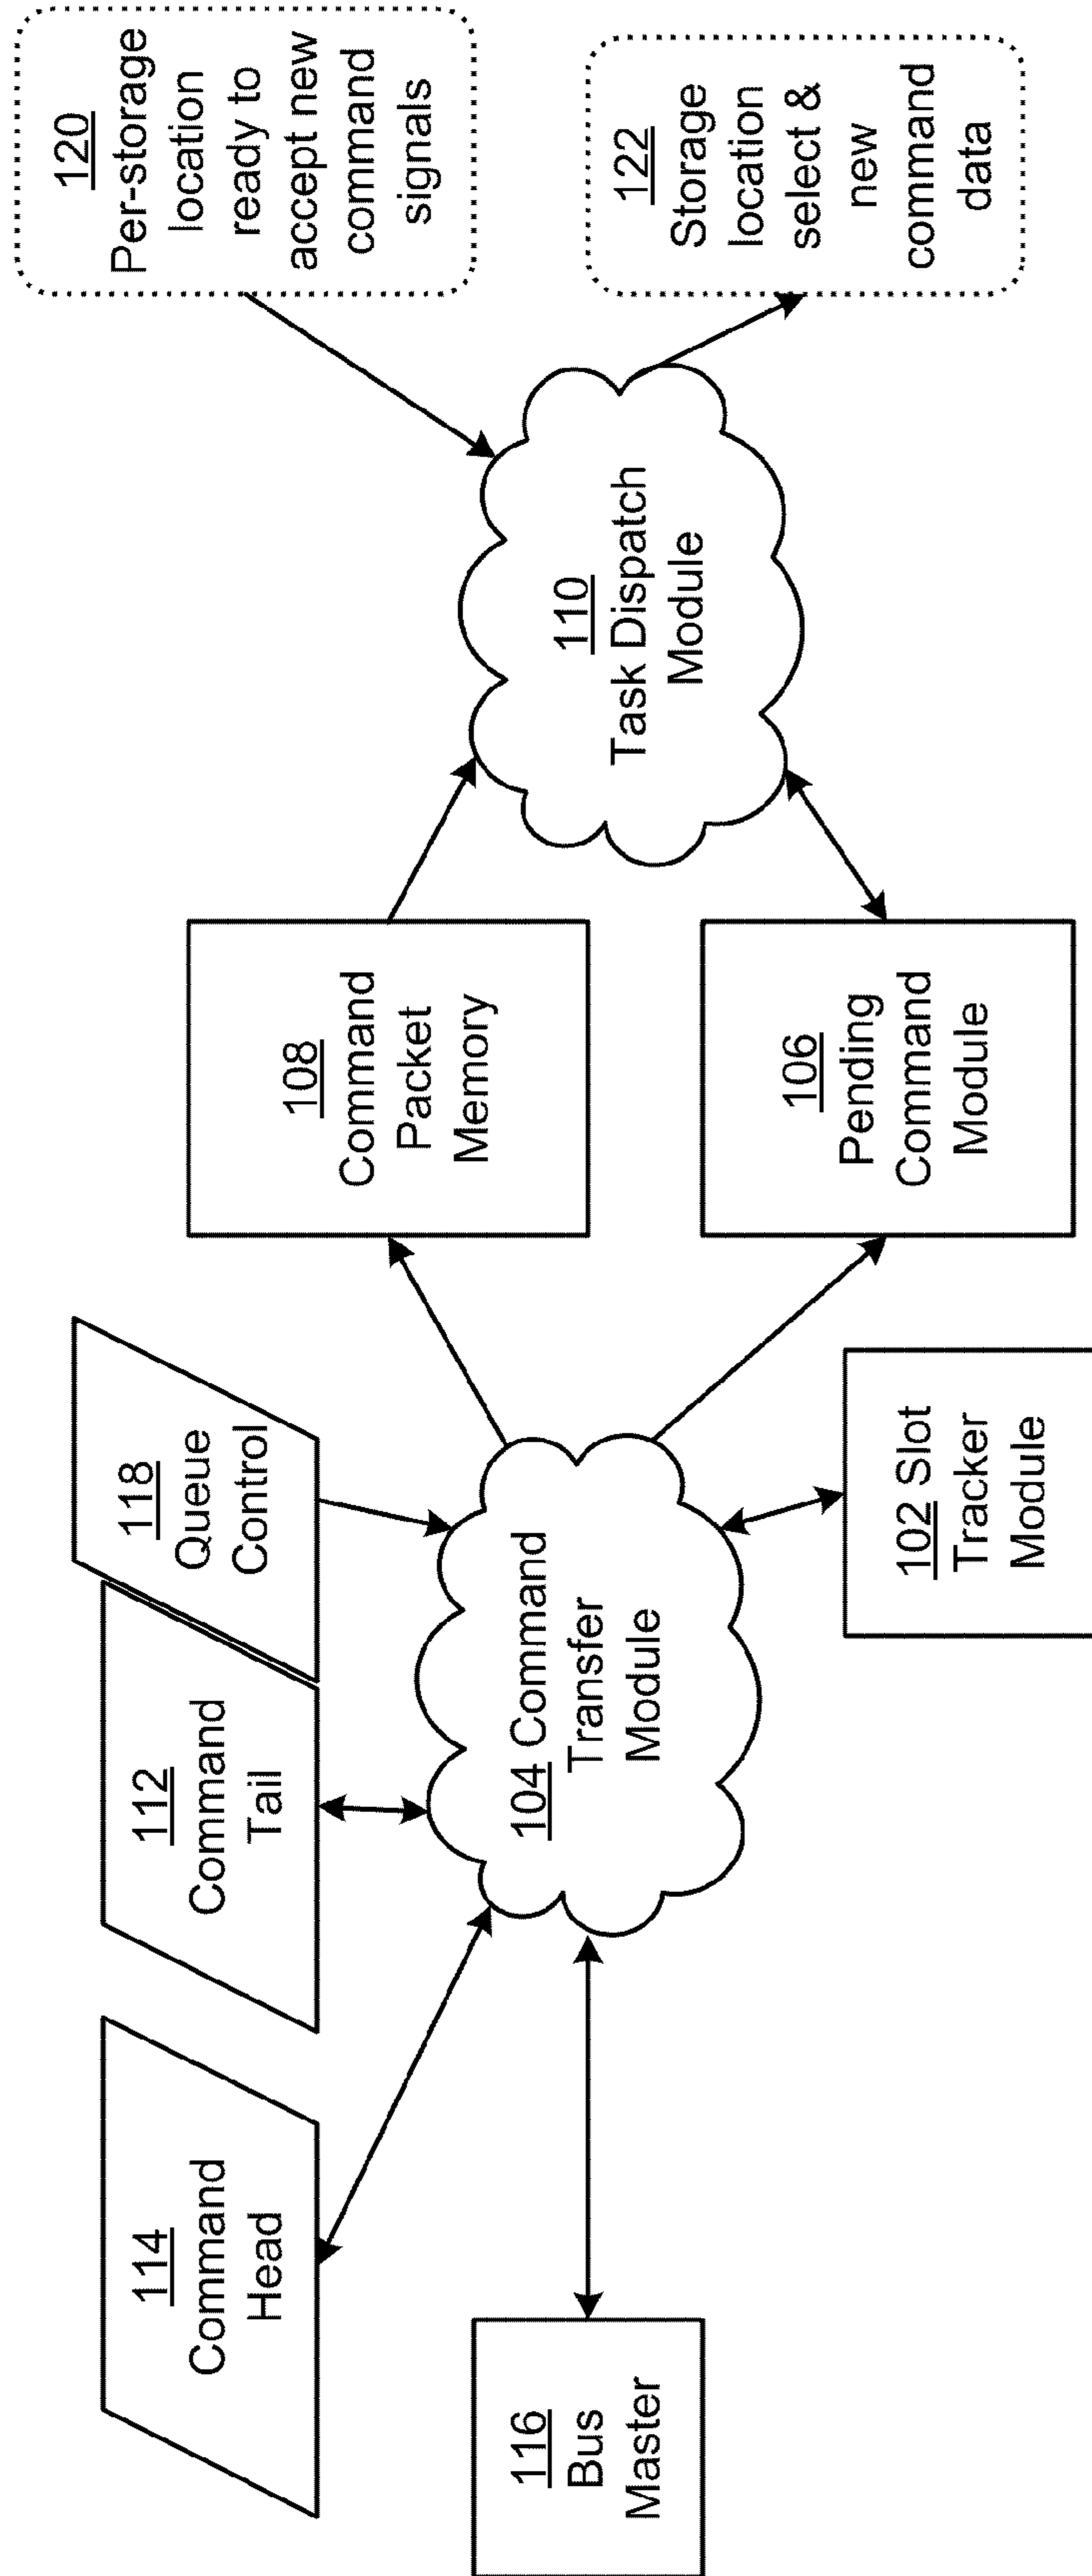 114
Command
Head
112
Command
Tail
118
Queue
Control
116
Bus
Master
104 Command
Transfer
Module
102 Slot
Tracker
Module
108
Command
Packet
Memory
106
Pending
Command
Module
110
Task Dispatch
Module
120
Per-storage
location
ready to
accept new
command
signals
122
Storage
location
select &
new
command
data